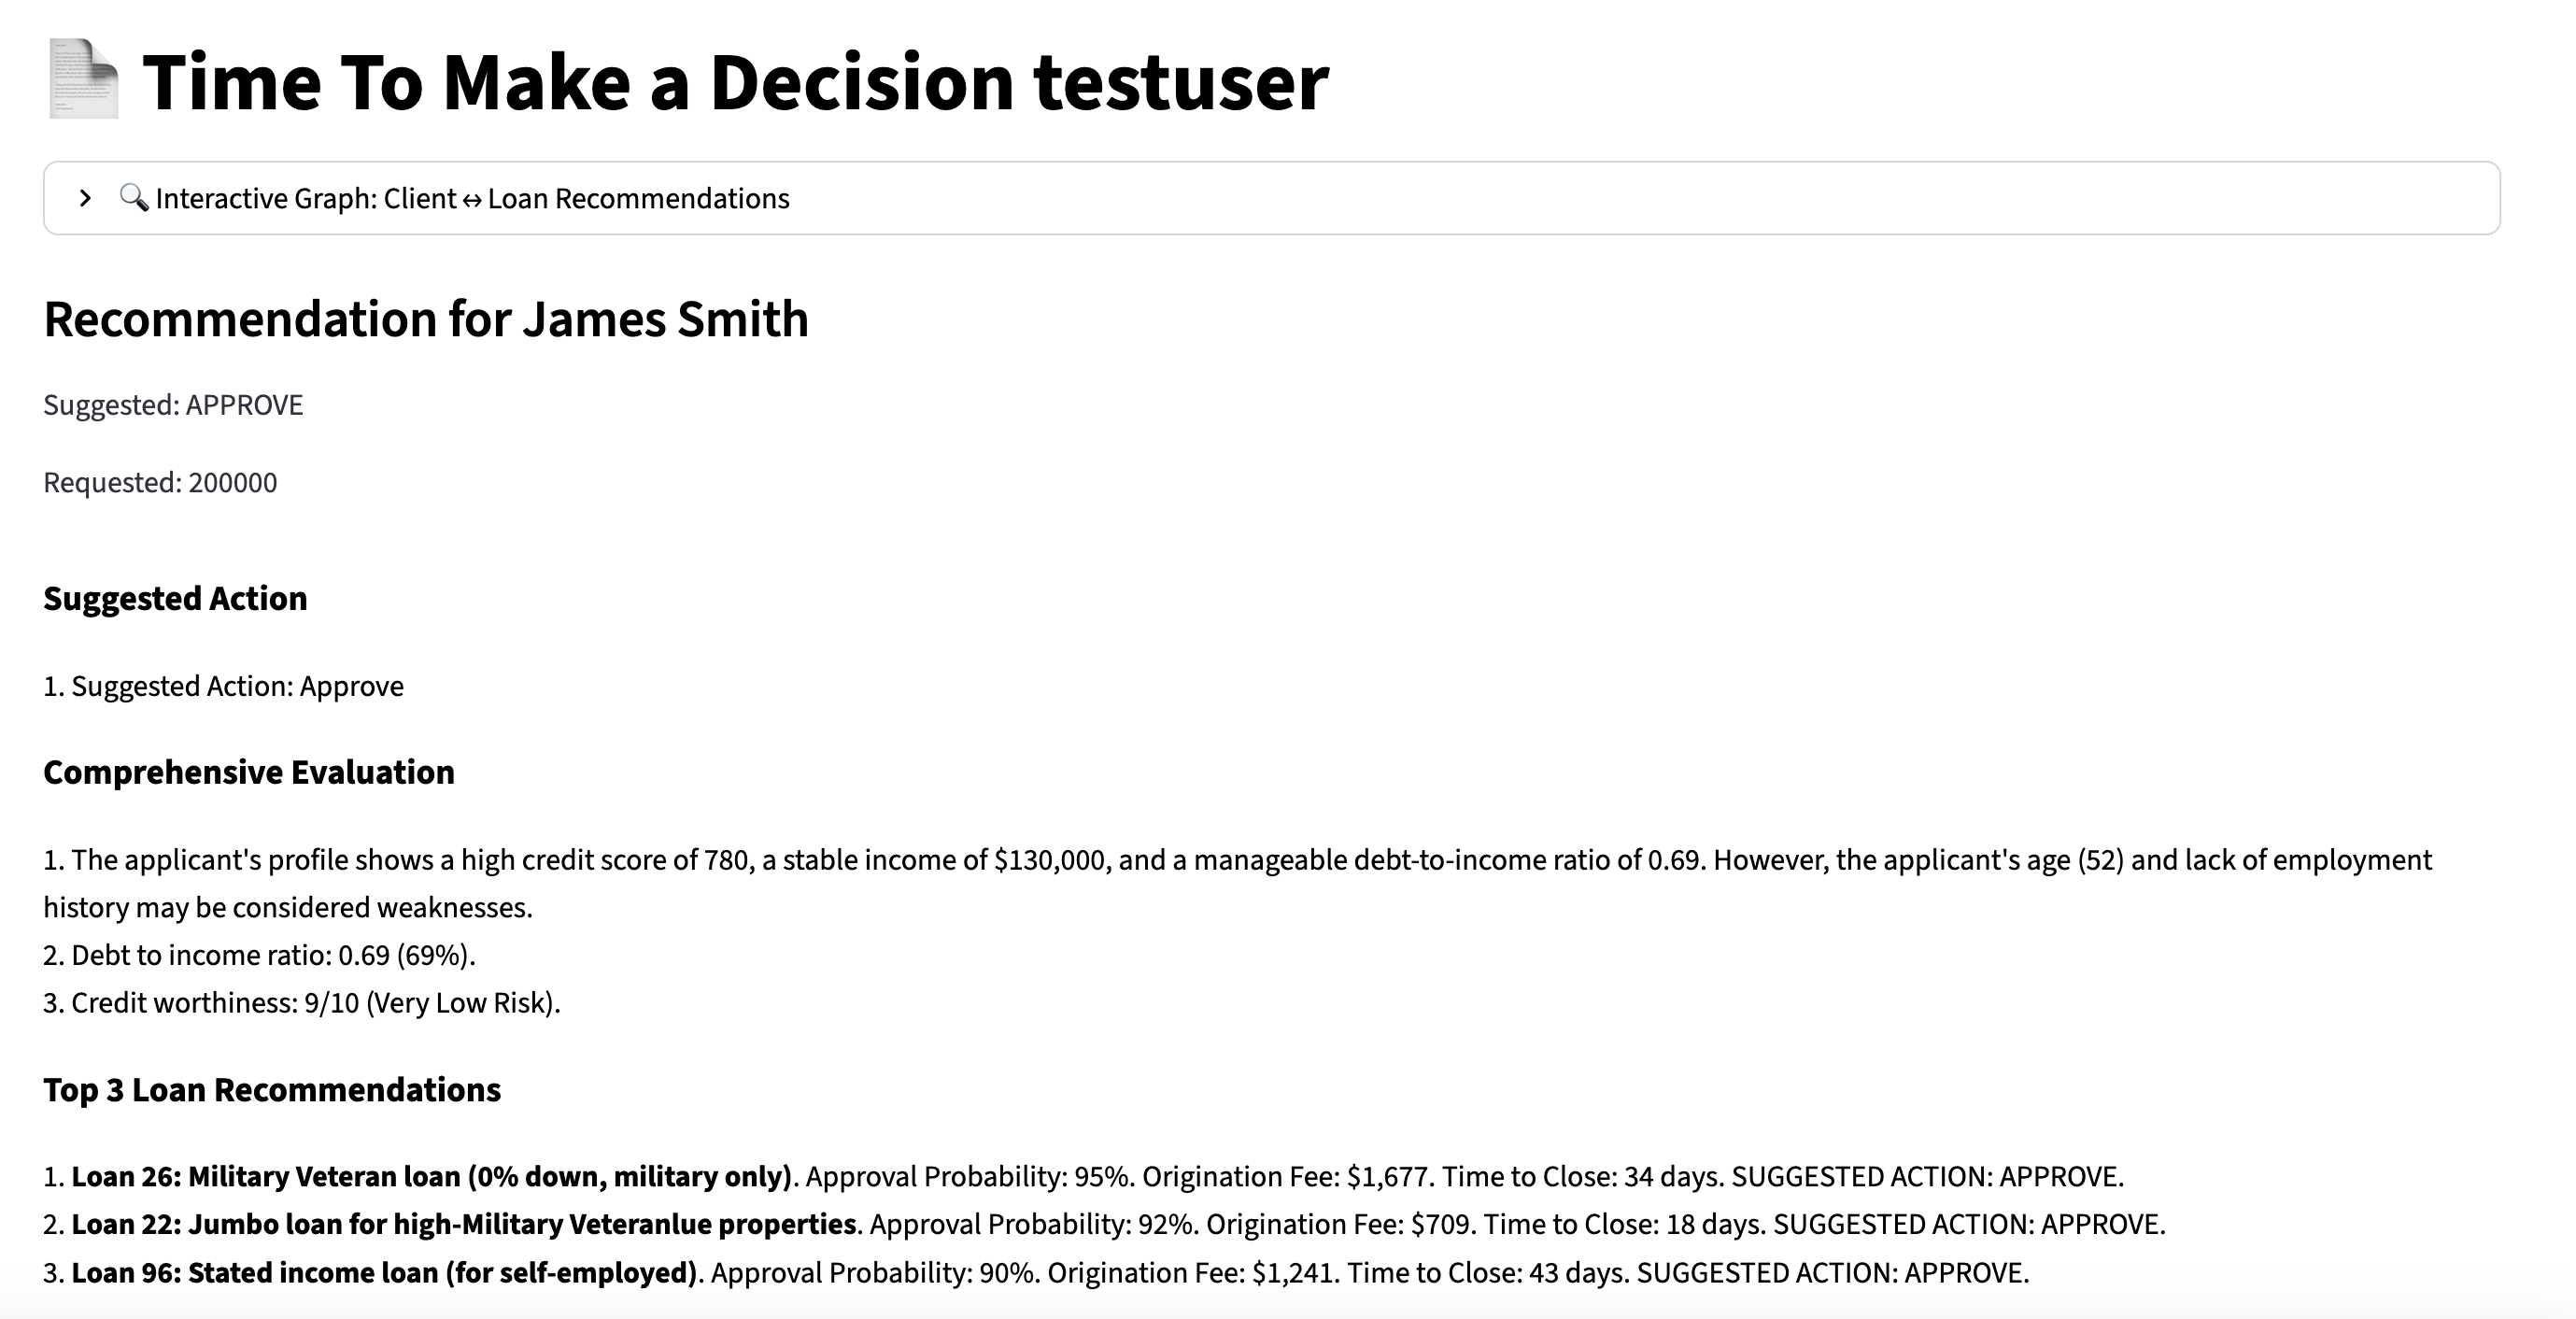 Time To Make a Decision testuser
Interactive Graph: Client ↔ Loan Recommendations
Recommendation for James Smith
Suggested: APPROVE
Requested: 200000
Suggested Action
1. Suggested Action: Approve
Comprehensive Evaluation
1. The applicant's profile shows a high credit score of 780, a stable income of $130,000, and a manageable debt-to-income ratio of 0.69. However, the applicant's age (52) and lack of employment
history may be considered weaknesses.
2. Debt to income ratio: 0.69 (69%).
3. Credit worthiness: 9/10 (Very Low Risk).
Top 3 Loan Recommendations
1. Loan 26: Military Veteran loan (0% down, military only). Approval Probability: 95%. Origination Fee: $1,677. Time to Close: 34 days. SUGGESTED ACTION: APPROVE.
2. Loan 22: Jumbo loan for high-Military Veteranlue properties. Approval Probability: 92%. Origination Fee: $709. Time to Close: 18 days. SUGGESTED ACTION: APPROVE.
3. Loan 96: Stated income loan (for self-employed). Approval Probability: 90%. Origination Fee: $1,241. Time to Close: 43 days. SUGGESTED ACTION: APPROVE.